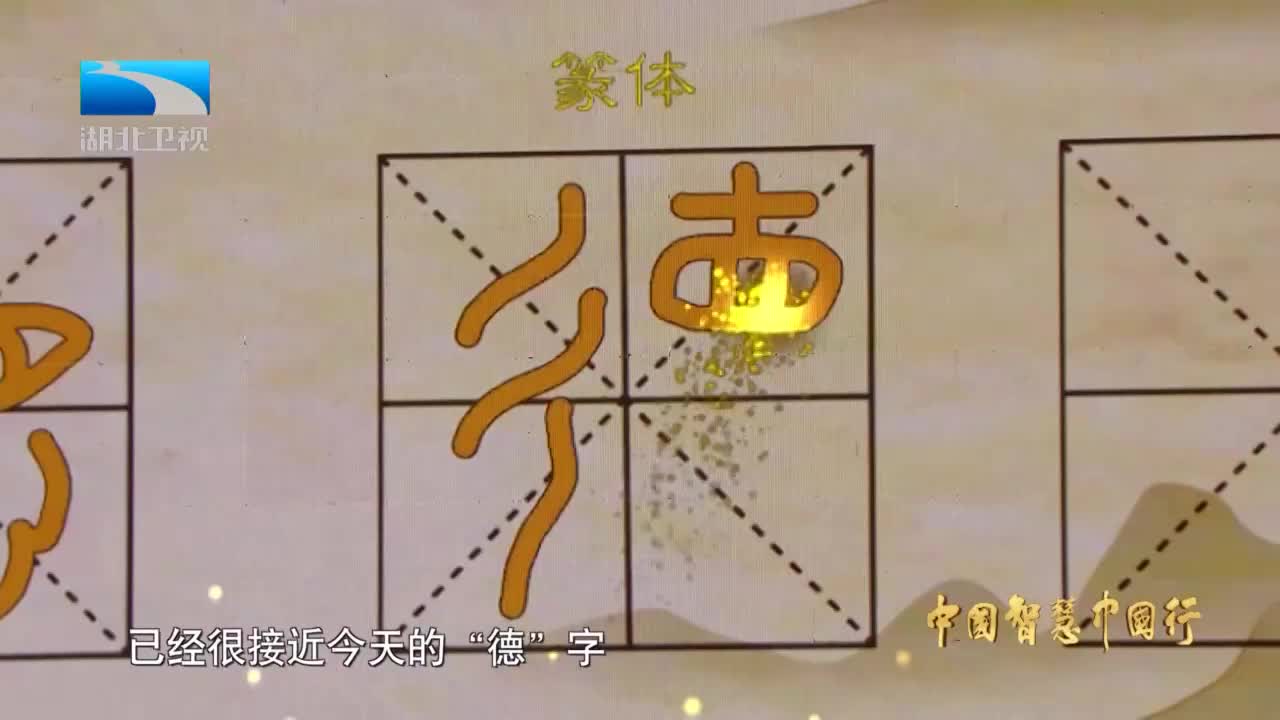 湖北卫视
篆体
已经很接近今天的“德”字
中国智慧中国行